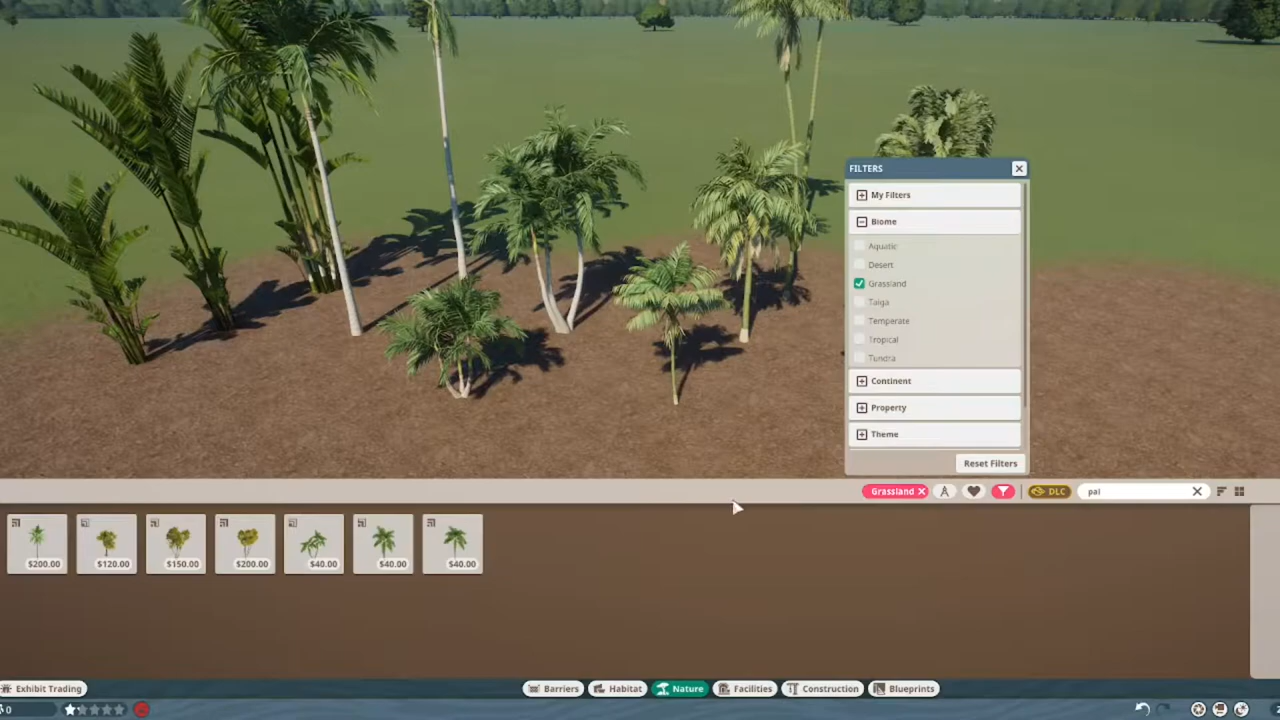 FILTERS
My Filters
Biome
Aquatic
Desert
Grassland
Taiga
Temperate
Tropical
Tundra
Continent
Property
Theme
Reset Filters
Grassland
DLC
pal
$200.00
$120.00
$150.00
$200.00
$40.00
$40.00
$40.00
Exhibit Trading
Barriers
Habitat
Nature
Facilities
Construction
Blueprints
0